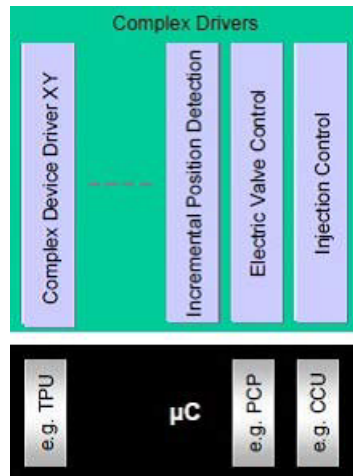 Complex Drivers
Complex Device Driver XY
Incremental Position Detection
Electric Valve Control
Injection Control
e.g. TPU
µC
e.g. PCP
e.g. CCU